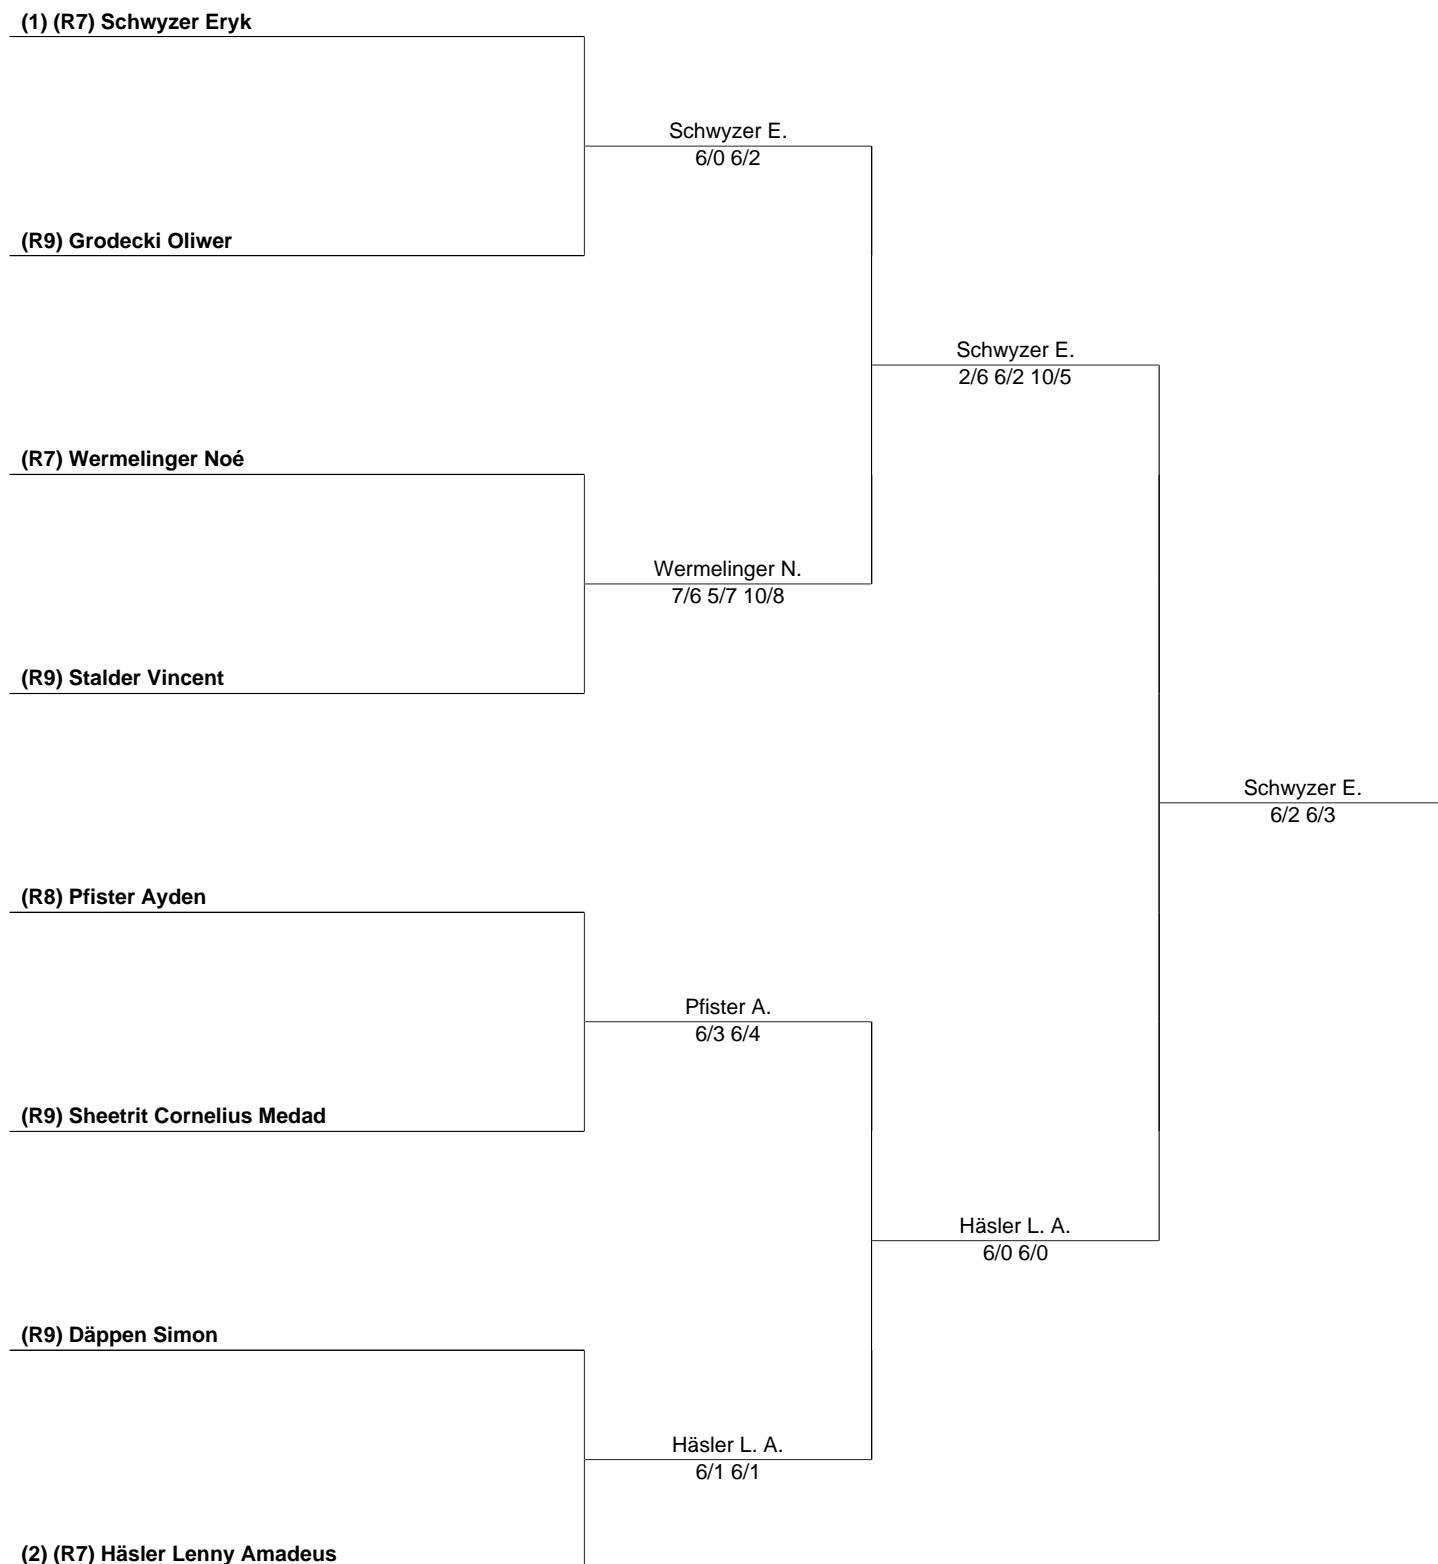 (1) (R7) Schwyzer Eryk
Schwyzer E.
6/0 6/2
(R9) Grodecki Oliwer
Schwyzer E.
2/6 6/2 10/5
(R7) Wermelinger Noé
Wermelinger N.
7/6 5/7 10/8
(R9) Stalder Vincent
Schwyzer E.
6/2 6/3
(R8) Pfister Ayden
Pfister A.
6/3 6/4
(R9) Sheetrit Cornelius Medad
Häsler L. A.
6/0 6/0
(R9) Däppen Simon
Häsler L. A.
6/1 6/1
(2) (R7) Häsler Lenny Amadeus